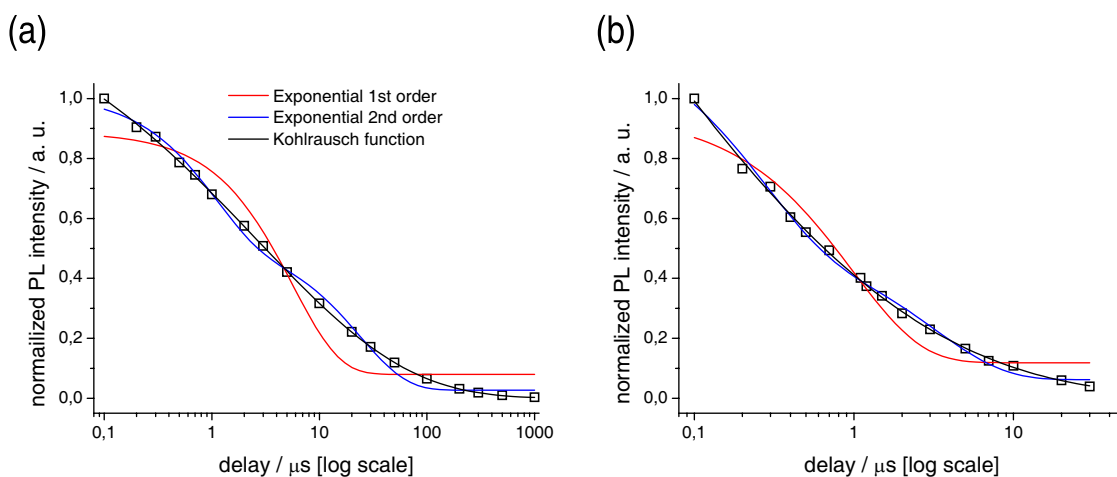 (a)
(b)
Exponential 1st order
Exponential 2nd order
Kohlrausch function
1,0
0,8
0,6
0,4
0,2
0,0
normailized PL intensity / a. u.
0,1
1
10
100
1000
delay / μs [log scale]
1,0
0,8
0,6
0,4
0,2
0,0
normalized PL intensity / a. u.
0,1
1
10
delay / μs [log scale]